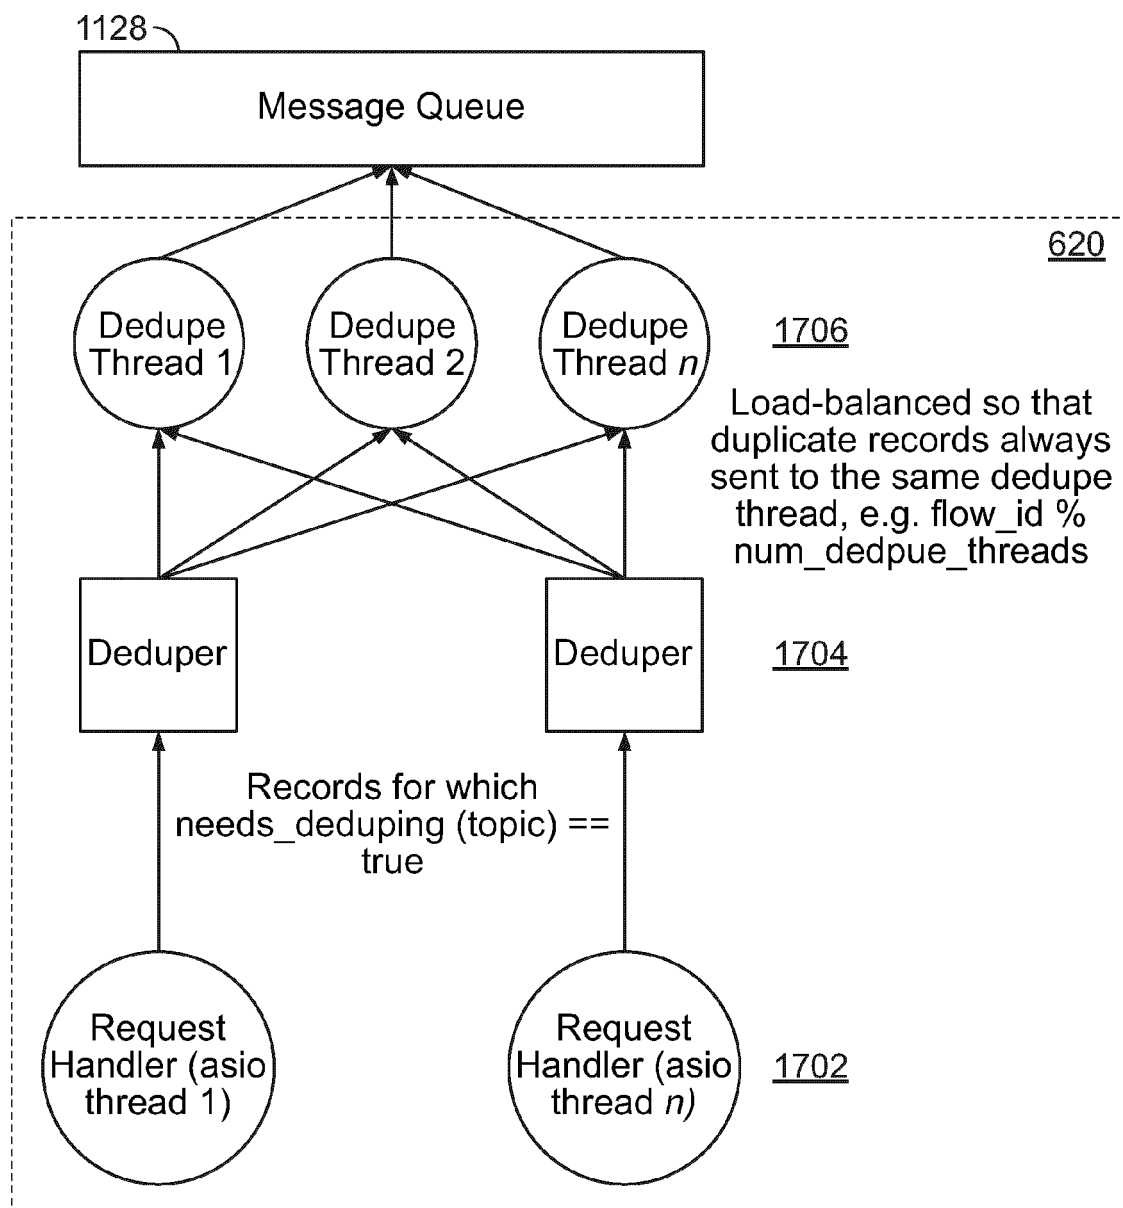 1128
Message Queue
620
Dedupe
Thread 1
Dedupe
Thread 2
Dedupe
Thread n
1706
Load-balanced so that
duplicate records always
sent to the same dedupe
thread, e.g. flow_id %
num_dedpue_threads
Deduper
Deduper
1704
Records for which
needs_deduping (topic) ==
true
Request
Handler (asio
thread 1)
Request
Handler (asio
thread n)
1702